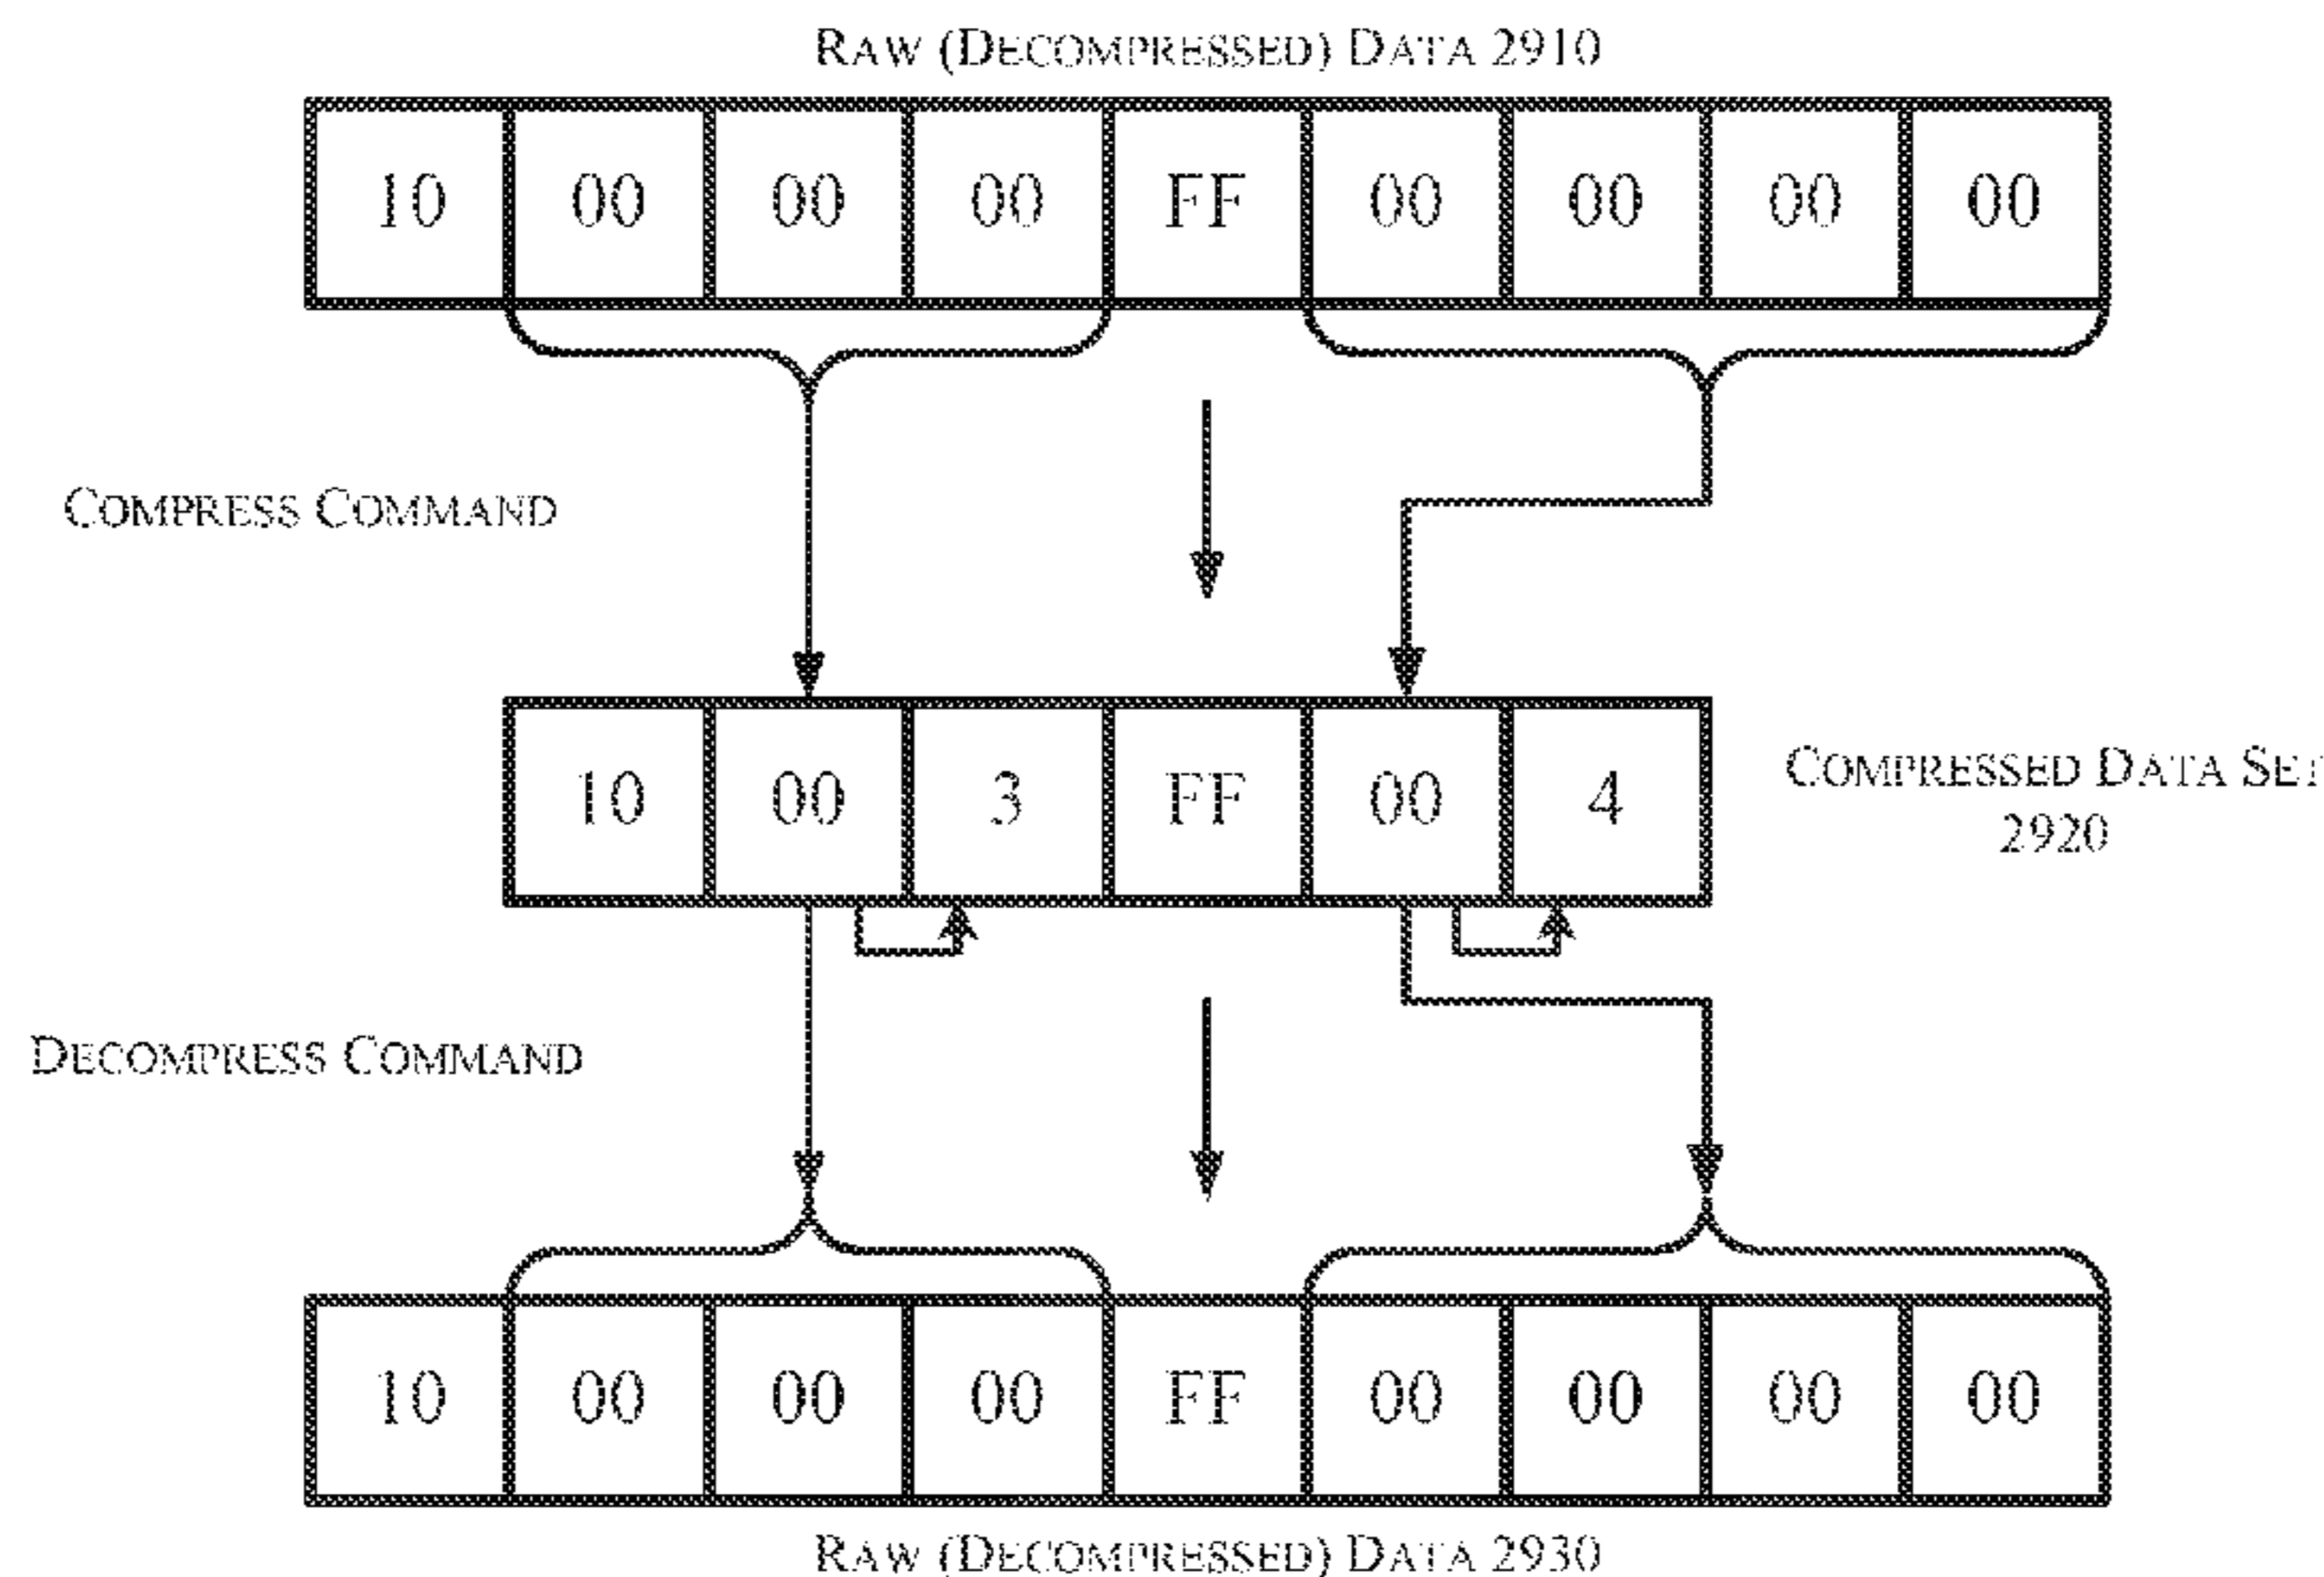 RAW (DECOMPRESSED) DATA 2910
10 00 00 00 FF 00 00 00 00
COMPRESS COMMAND
10 00 3 FF 00 4
COMPRESSED DATA SET
2920
DECOMPRESS COMMAND
10 00 00 00 FF 00 00 00 00
RAW (DECOMPRESSED) DATA 2930